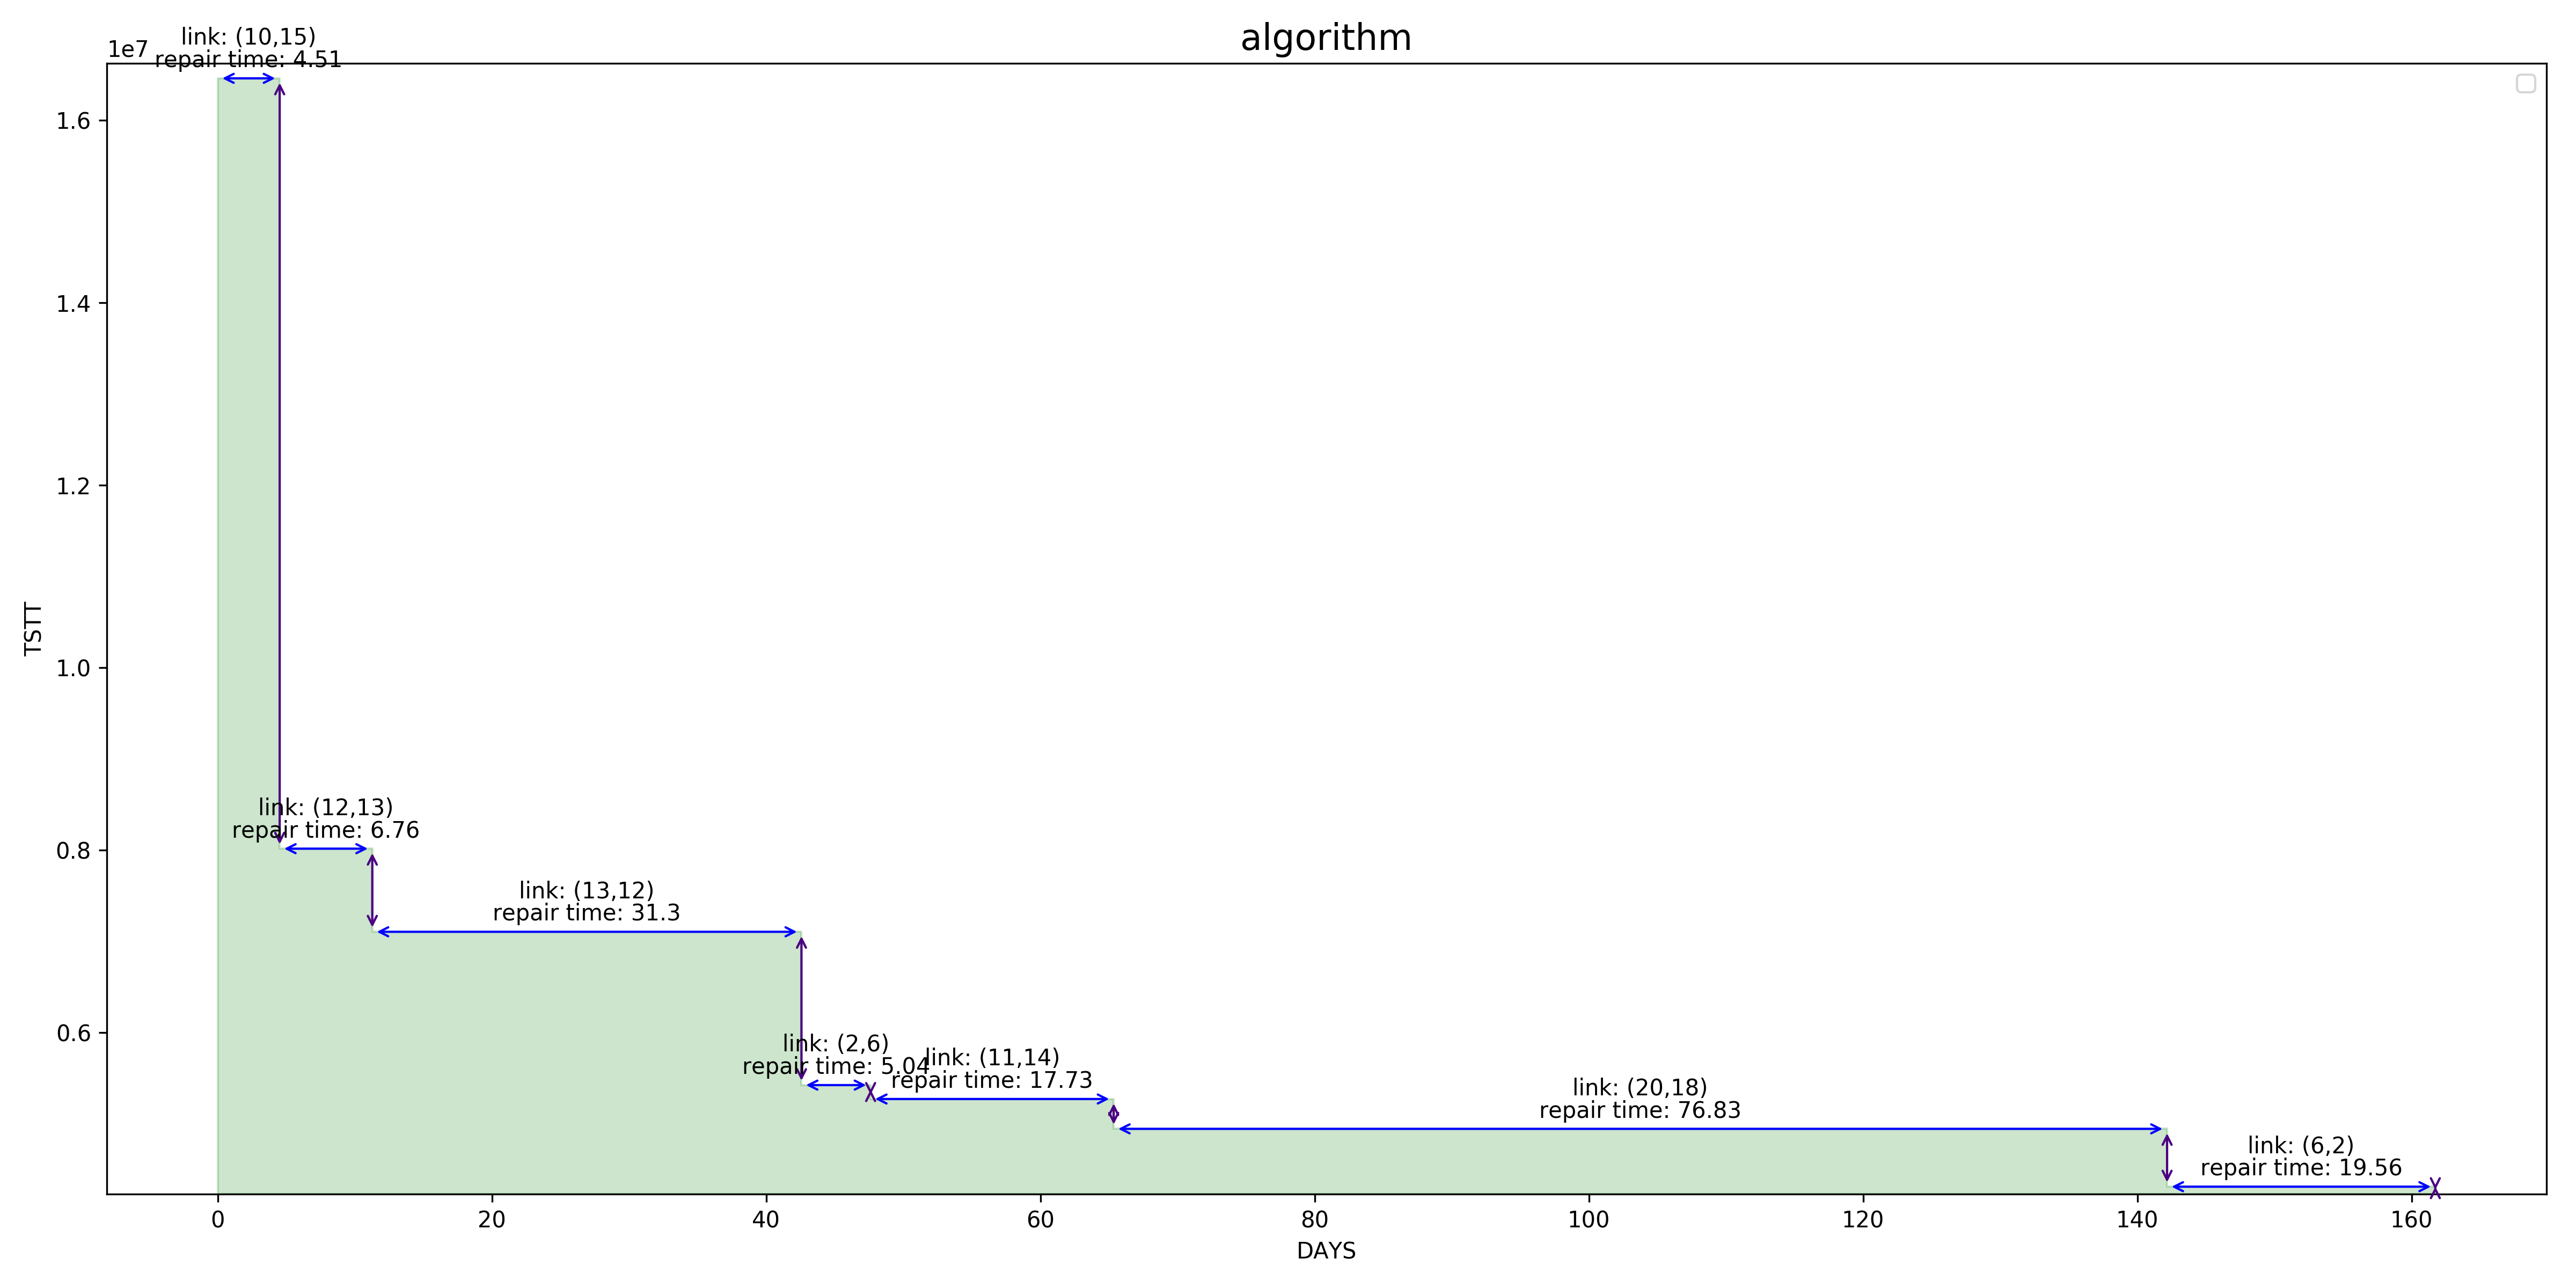 algorithm
1e7
link: (10,15)
repair time: 4.51
1.6
1.4
1.2
1.0
0.8
0.6
TSTT
link: (12,13)
repair time: 6.76
link: (13,12)
repair time: 31.3
link: (2,6)
repair time: 5.04
link: (11,14)
repair time: 17.73
link: (20,18)
repair time: 76.83
link: (6,2)
repair time: 19.56
0 20 40 60 80 100 120 140 160
DAYS